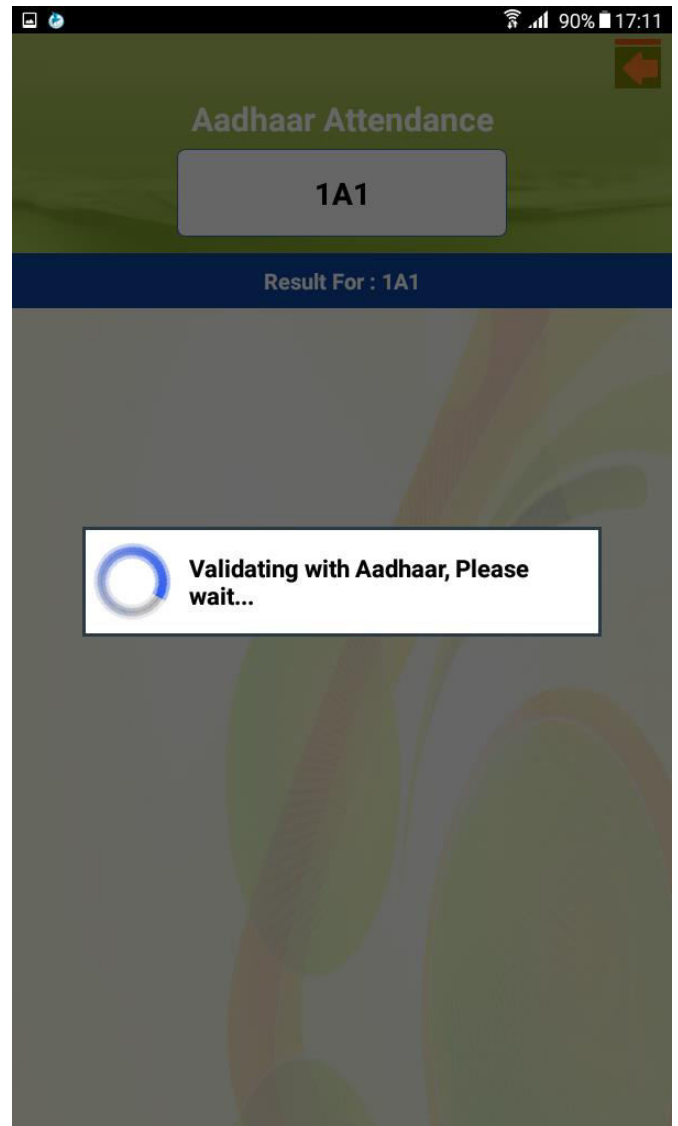 90% 17:11
Aadhaar Attendance
1A1
Result For : 1A1
Validating with Aadhaar, Please
wait...